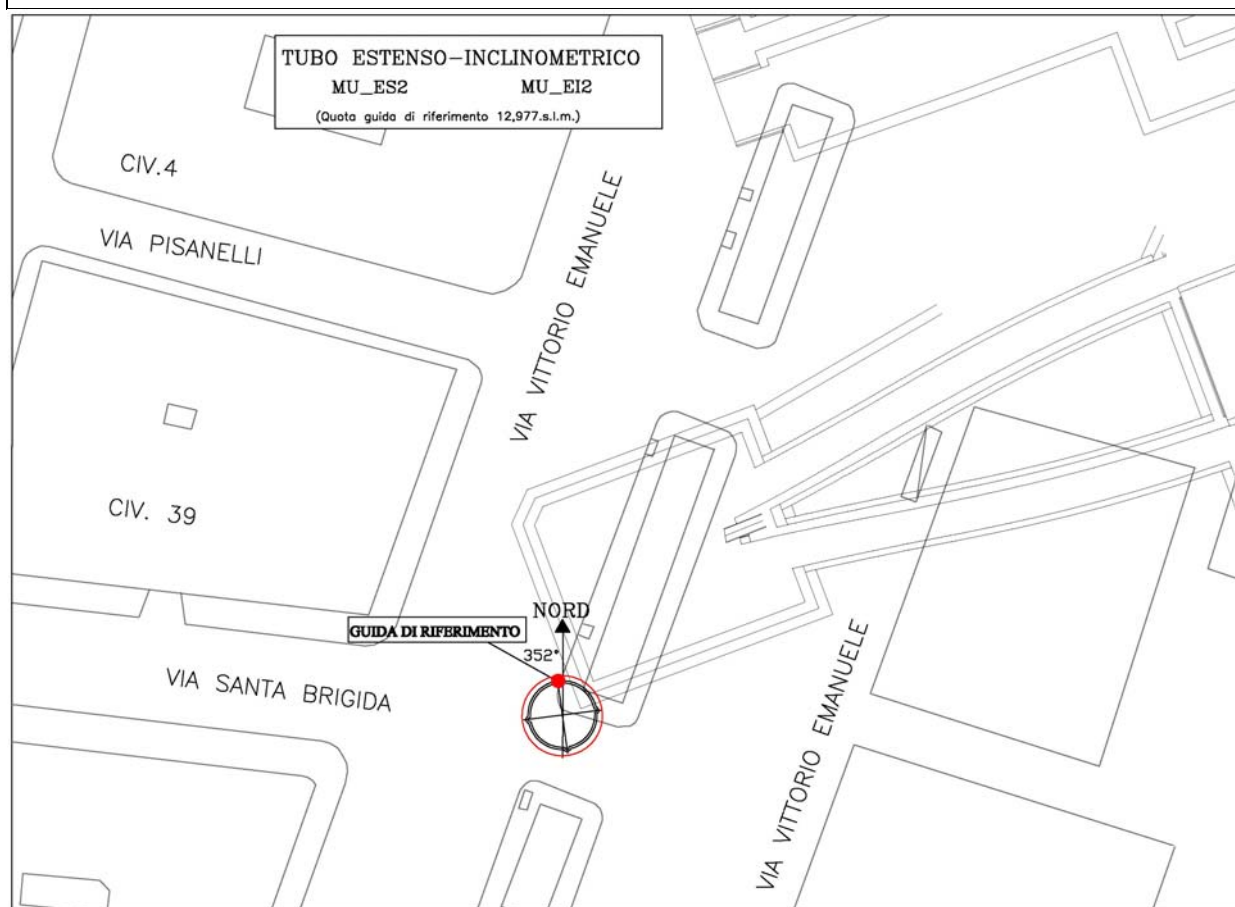 TUBO ESTENSO-INCLINOMETRICO
MU_ES2 MU_EI2
(Quota guida di riferimento 12,977.s.l.m.)
CIV.4
VIA PISANELLI
VIA VITTORIO EMANUELE
CIV. 39
NORD
GUIDA DI RIFERIMENTO
352°
VIA SANTA BRIGIDA
VIA VITTORIO EMANUELE